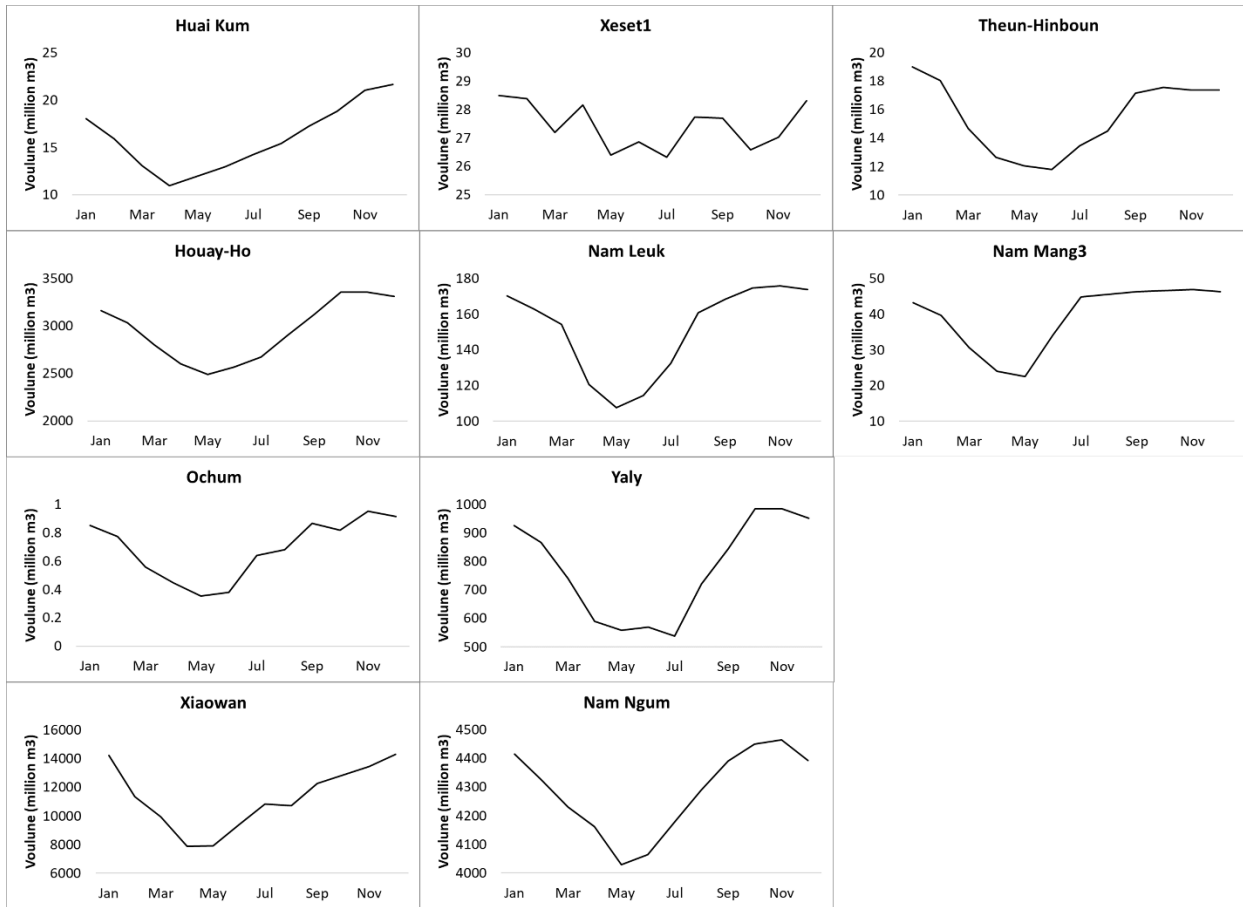 Huai Kum
Voulune (million m3)
25
20
15
10
Jan Mar May Jul Sep Nov
Xeset1
Voulune (million m3)
30
29
28
27
26
25
Jan Mar May Jul Sep Nov
Theun-Hinboun
Voulune (million m3)
20
18
16
14
12
10
Jan Mar May Jul Sep Nov
Houay-Ho
Voulune (million m3)
3500
3000
2500
2000
Jan Mar May Jul Sep Nov
Nam Leuk
Voulune (million m3)
180
160
140
120
100
Jan Mar May Jul Sep Nov
Nam Mang3
Voulune (million m3)
50
40
30
20
10
Jan Mar May Jul Sep Nov
Ochum
Voulune (million m3)
1
0.8
0.6
0.4
0.2
0
Jan Mar May Jul Sep Nov
Yaly
Voulune (million m3)
1000
900
800
700
600
500
Jan Mar May Jul Sep Nov
Xiaowan
Voulune (million m3)
16000
14000
12000
10000
8000
6000
Jan Mar May Jul Sep Nov
Nam Ngum
Voulune (million m3)
4500
4400
4300
4200
4100
4000
Jan Mar May Jul Sep Nov